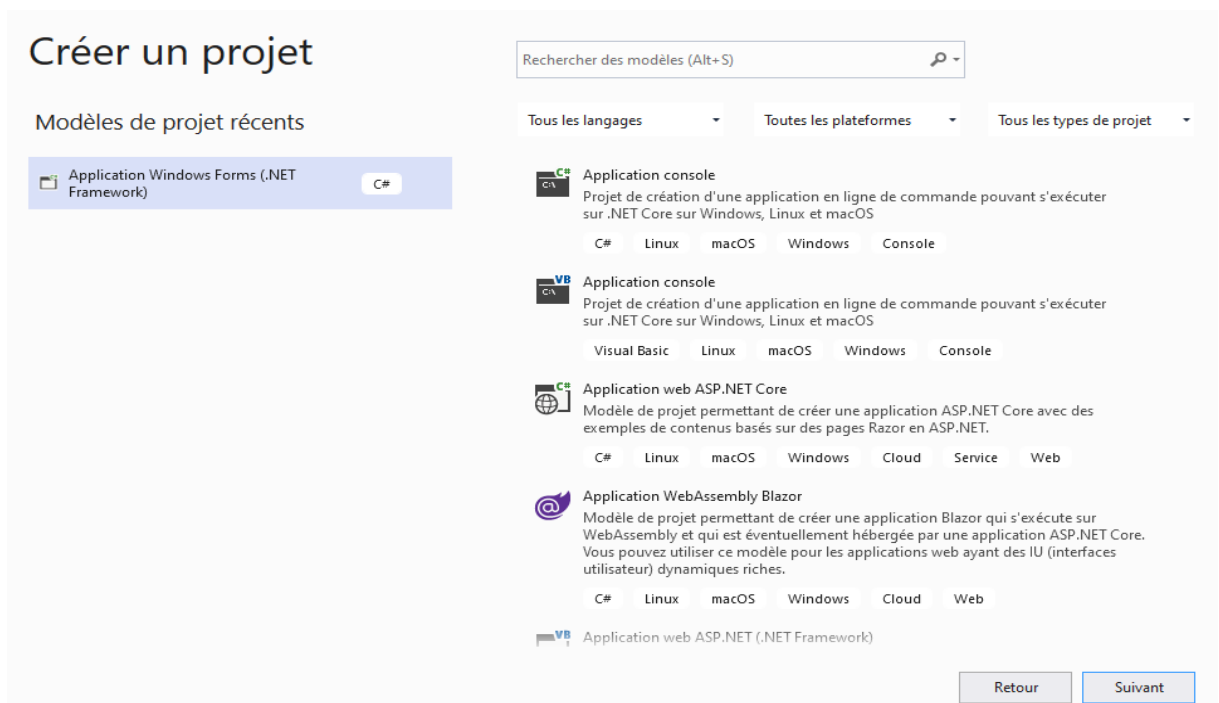 Créer un projet
Rechercher des modèles (Alt+S)
Modèles de projet récents
Tous les langages
Toutes les plateformes
Tous les types de projet
Application Windows Forms (.NET
Framework)
C#
C#
C:\
Application console
Projet de création d'une application en ligne de commande pouvant s'exécuter
sur .NET Core sur Windows, Linux et macOS
C# Linux macOS Windows Console
VB
C:\
Application console
Projet de création d'une application en ligne de commande pouvant s'exécuter
sur .NET Core sur Windows, Linux et macOS
Visual Basic Linux macOS Windows Console
C#
Application web ASP.NET Core
Modèle de projet permettant de créer une application ASP.NET Core avec des
exemples de contenus basés sur des pages Razor en ASP.NET.
C# Linux macOS Windows Cloud Service Web
@
Application WebAssembly Blazor
Modèle de projet permettant de créer une application Blazor qui s'exécute sur
WebAssembly et qui est éventuellement hébergée par une application ASP.NET Core.
Vous pouvez utiliser ce modèle pour les applications web ayant des IU (interfaces
utilisateur) dynamiques riches.
C# Linux macOS Windows Cloud Web
VB
Application web ASP.NET (.NET Framework)
Retour
Suivant